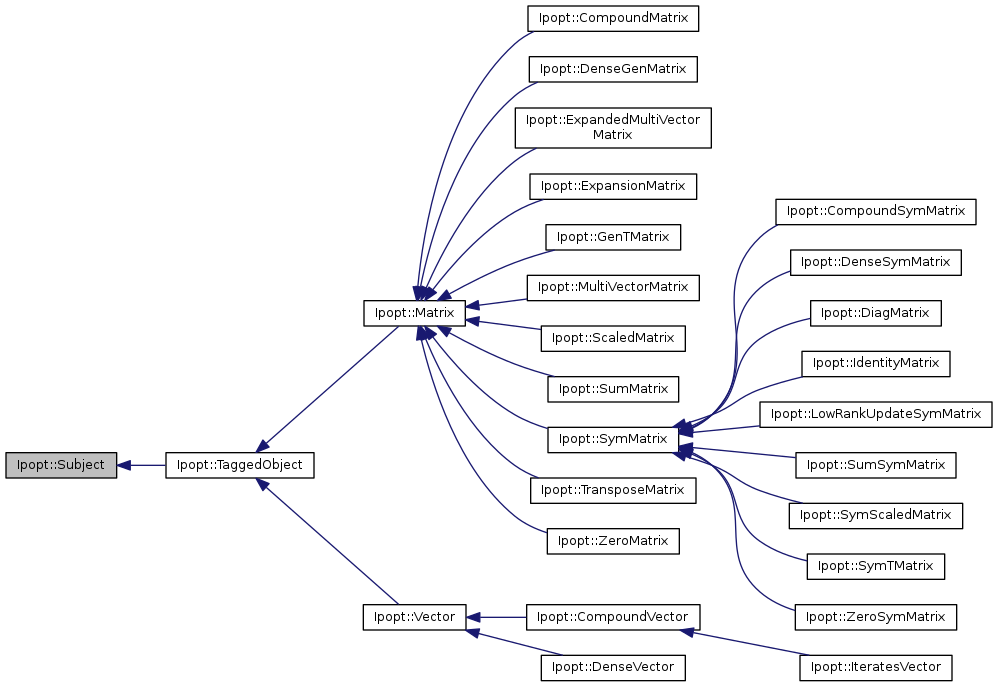 Ipopt::CompoundMatrix
Ipopt::DenseGenMatrix
Ipopt::ExpandedMultiVector
Matrix
Ipopt::ExpansionMatrix
Ipopt::GenTMatrix
Ipopt::MultiVectorMatrix
Ipopt::Matrix
Ipopt::ScaledMatrix
Ipopt::SumMatrix
Ipopt::SymMatrix
Ipopt::TransposeMatrix
Ipopt::ZeroMatrix
Ipopt::CompoundSymMatrix
Ipopt::DenseSymMatrix
Ipopt::DiagMatrix
Ipopt::IdentityMatrix
Ipopt::LowRankUpdateSymMatrix
Ipopt::SumSymMatrix
Ipopt::SymScaledMatrix
Ipopt::SymTMatrix
Ipopt::ZeroSymMatrix
Ipopt::Subject
Ipopt::TaggedObject
Ipopt::Vector
Ipopt::CompoundVector
Ipopt::DenseVector
Ipopt::IteratesVector